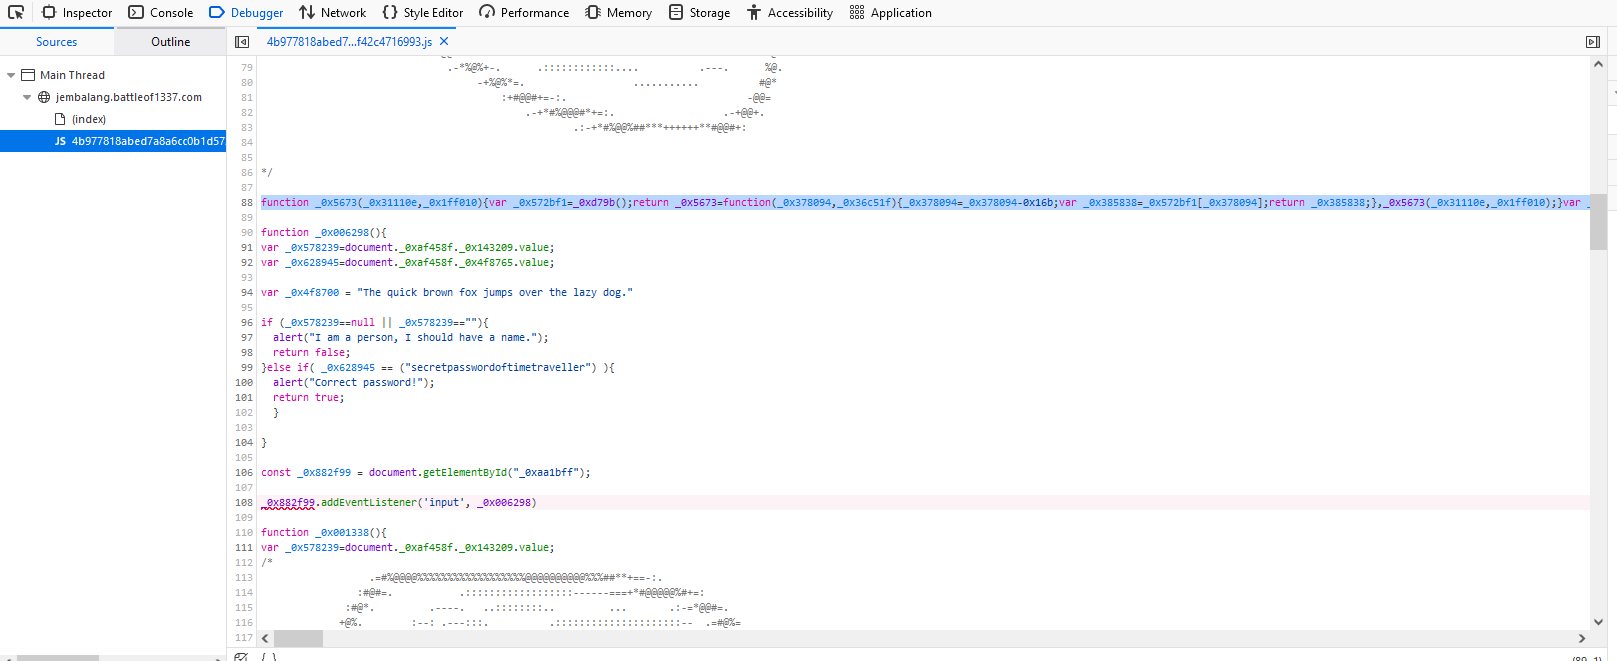 Inspector Console Debugger Network Style Editor Performance Memory Storage Accessibility Application
Sources Outline 4b977818abed7...f42c4716993.js
Main Thread
jembalang.battleof1337.com
(index)
JS 4b977818abed7a8a6cc0b1d57
79 .-*%@%+-. .::::::::::::.... .---. %@.
80 -+%@%*=. ........... #@*
81 :+#@@#+=-:. -@@=
82 .-+*#%@@@#*+=:. .-+@@+.
83 .:-+*#%@@%##***++++++**#@@#+:
84
85
86 */
87
88 function _0x5673(_0x31110e,_0x1ff010){var _0x572bf1=_0xd79b();return _0x5673=function(_0x378094,_0x36c51f){_0x378094=_0x378094-0x16b;var _0x385838=_0x572bf1[_0x378094];return _0x385838;},_0x5673(_0x31110e,_0x1ff010);}var _
89
90 function _0x006298(){
91 var _0x578239=document._0xaf458f._0x143209.value;
92 var _0x628945=document._0xaf458f._0x4f8765.value;
93
94 var _0x4f8700 = "The quick brown fox jumps over the lazy dog."
95
96 if (_0x578239==null || _0x578239==""){
97 alert("I am a person, I should have a name.");
98 return false;
99 }else if( _0x628945 == ("secretpasswordoftimetraveller") ){
100 alert("Correct password!");
101 return true;
102 }
103
104 }
105
106 const _0x882f99 = document.getElementById("_0xaa1bff");
107
108 _0x882f99.addEventListener('input', _0x006298)
109
110 function _0x001338(){
111 var _0x578239=document._0xaf458f._0x143209.value;
112 /*
113 .=#%@@@@%%%%%%%%%%%%%%%%%%@@@@@@@@@@%%%##**+==-:.
114 :#@#=. .::::::::::::::::::------===+*#@@@@@%#+=:
115 :#@*. .----. ..::::::::.. ... .:-=*@@#=.
116 +@%. :--: .---:::. .:::::::::::::::::::::-- .=#@%=
117
{ }
(89, 1)